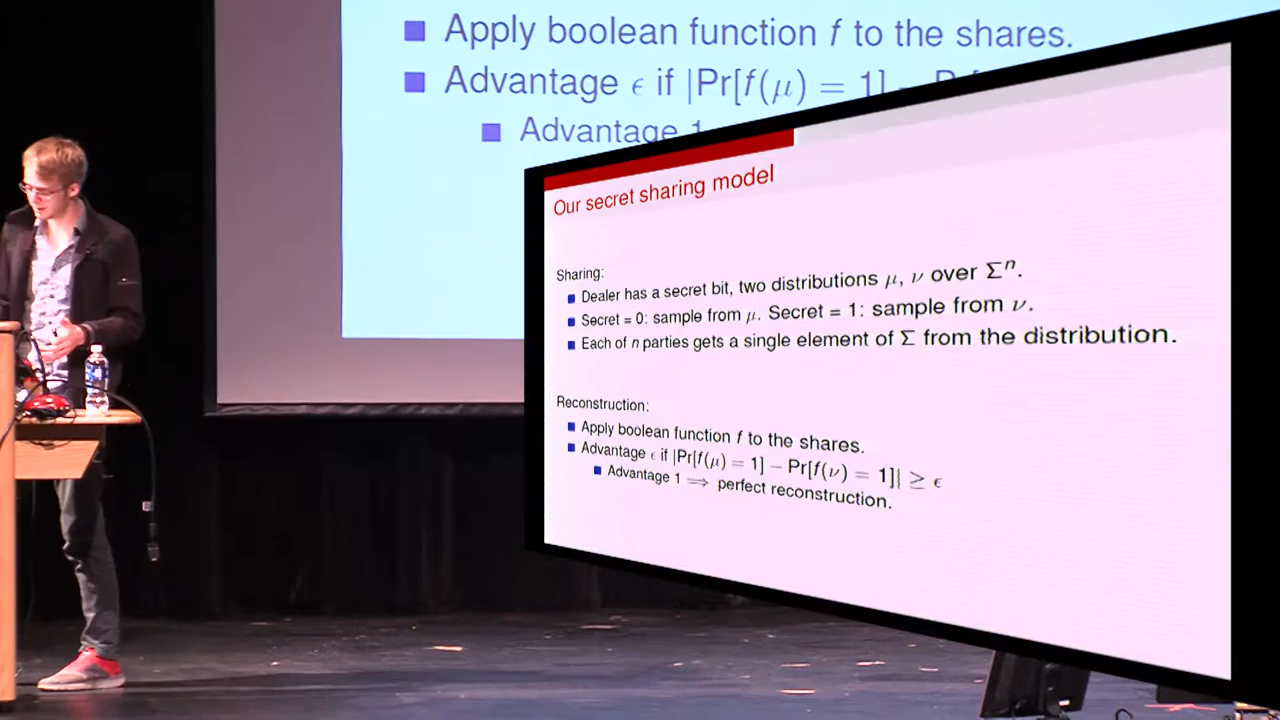 Apply boolean function f to the shares.
Advantage ϵ if |Pr[f(μ) = 1] –
Advantage
Our secret sharing model
Sharing:
Dealer has a secret bit, two distributions μ, ν over Σⁿ.
Secret = 0: sample from μ. Secret = 1: sample from ν.
Each of n parties gets a single element of Σ from the distribution.
Reconstruction:
Apply boolean function f to the shares.
Advantage ϵ if |Pr[f(μ) = 1] – Pr[f(ν) = 1]| ≥ ϵ
Advantage 1 ⟹ perfect reconstruction.